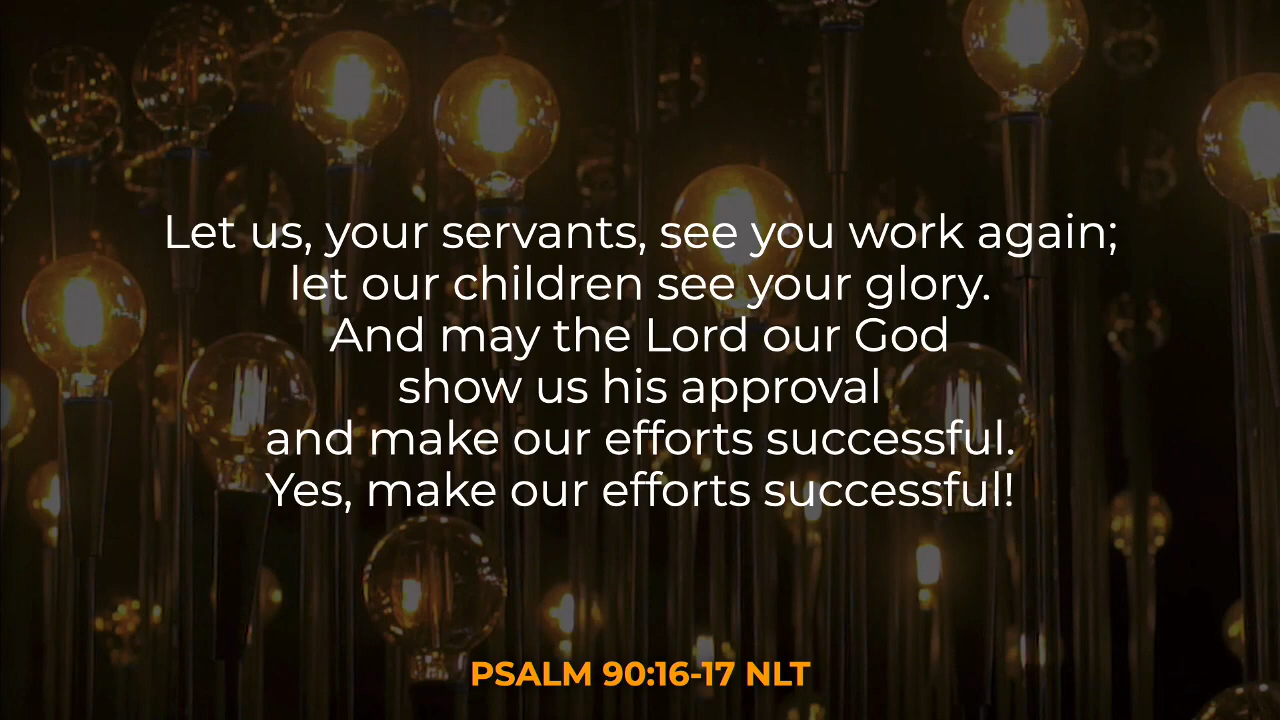 Let us, your servants, see you work again;
let our children see your glory.
And may the Lord our God
show us his approval
and make our efforts successful.
Yes, make our efforts successful!
PSALM 90:16-17 NLT